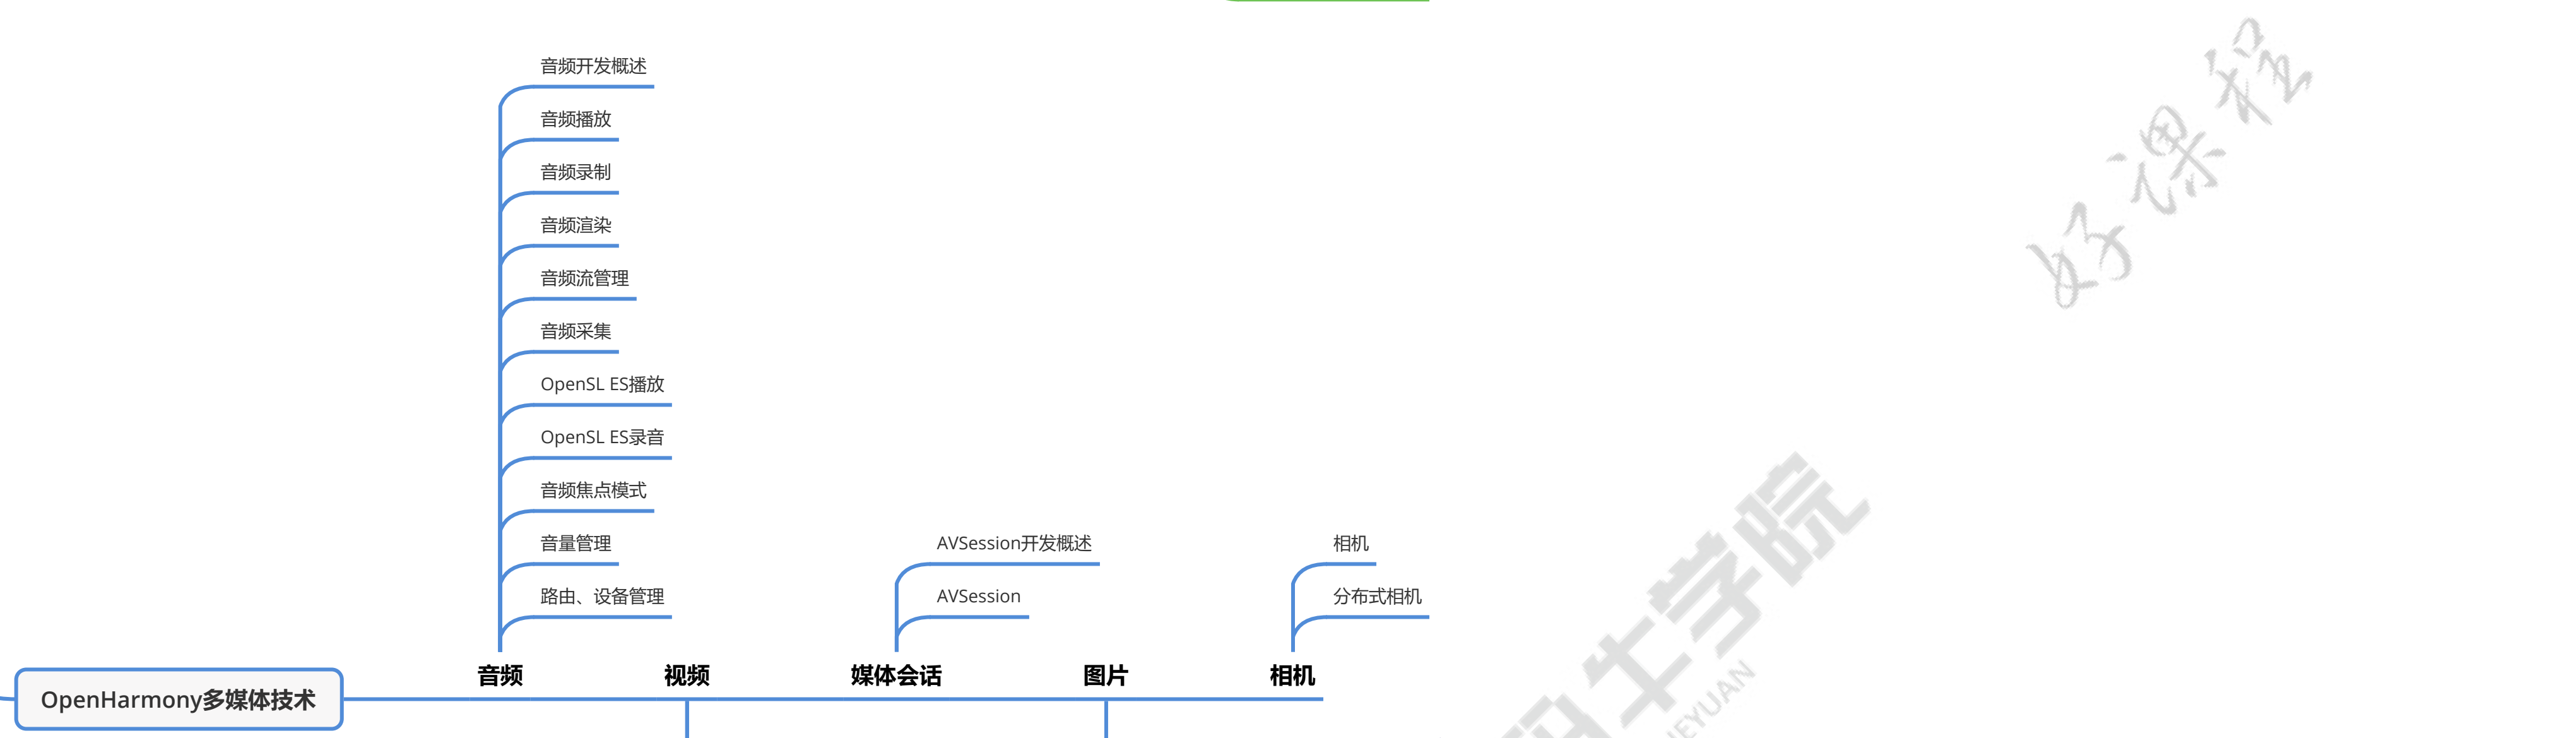 音频开发概述
音频播放
音频录制
音频渲染
音频流管理
音频采集
OpenSL ES播放
OpenSL ES录音
音频焦点模式
音量管理
路由、设备管理
AVSession开发概述
AVSession
相机
分布式相机
音频
视频
媒体会话
图片
相机
OpenHarmony多媒体技术
好课程
牛学院
EYUAN